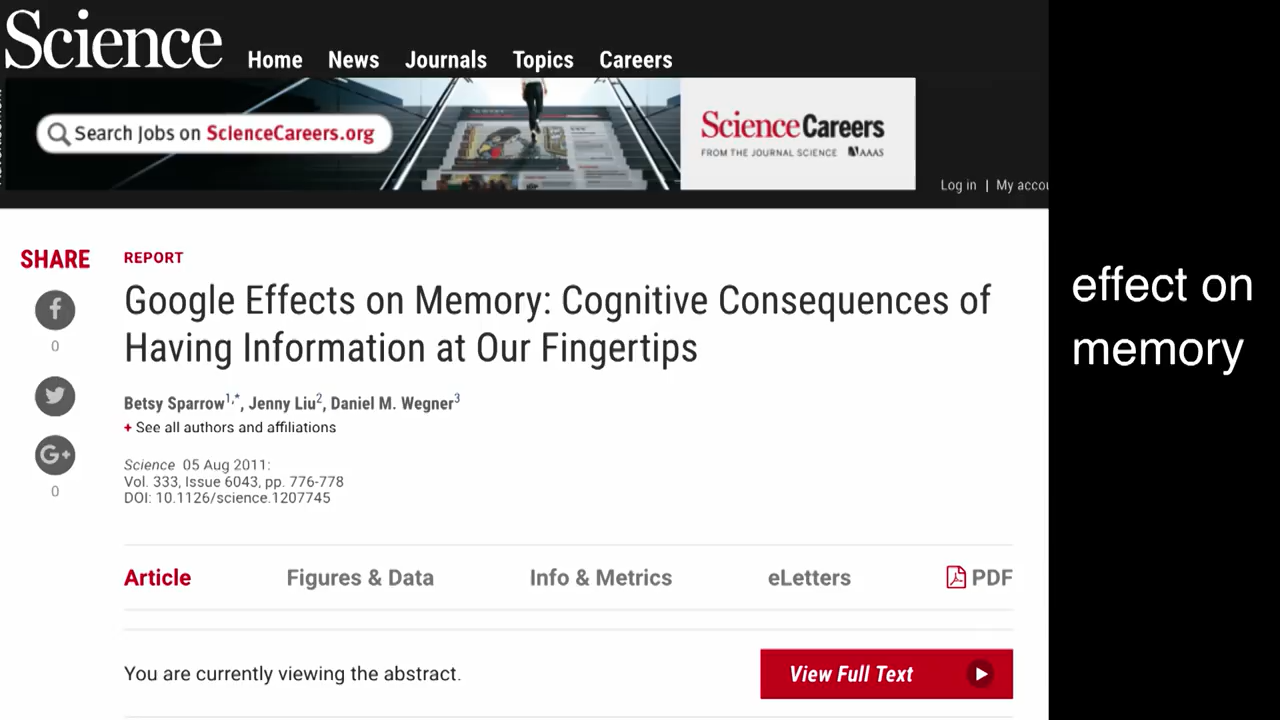 Science
Home News Journals Topics Careers
Search Jobs on ScienceCareers.org
Science Careers
FROM THE JOURNAL SCIENCE AAAS
Log in | My accou
SHARE
0
0
REPORT
Google Effects on Memory: Cognitive Consequences of
Having Information at Our Fingertips
Betsy Sparrow1,*, Jenny Liu2, Daniel M. Wegner3
+ See all authors and affiliations
Science 05 Aug 2011:
Vol. 333, Issue 6043, pp. 776-778
DOI: 10.1126/science.1207745
Article Figures & Data Info & Metrics eLetters PDF
You are currently viewing the abstract.
View Full Text
effect on
memory